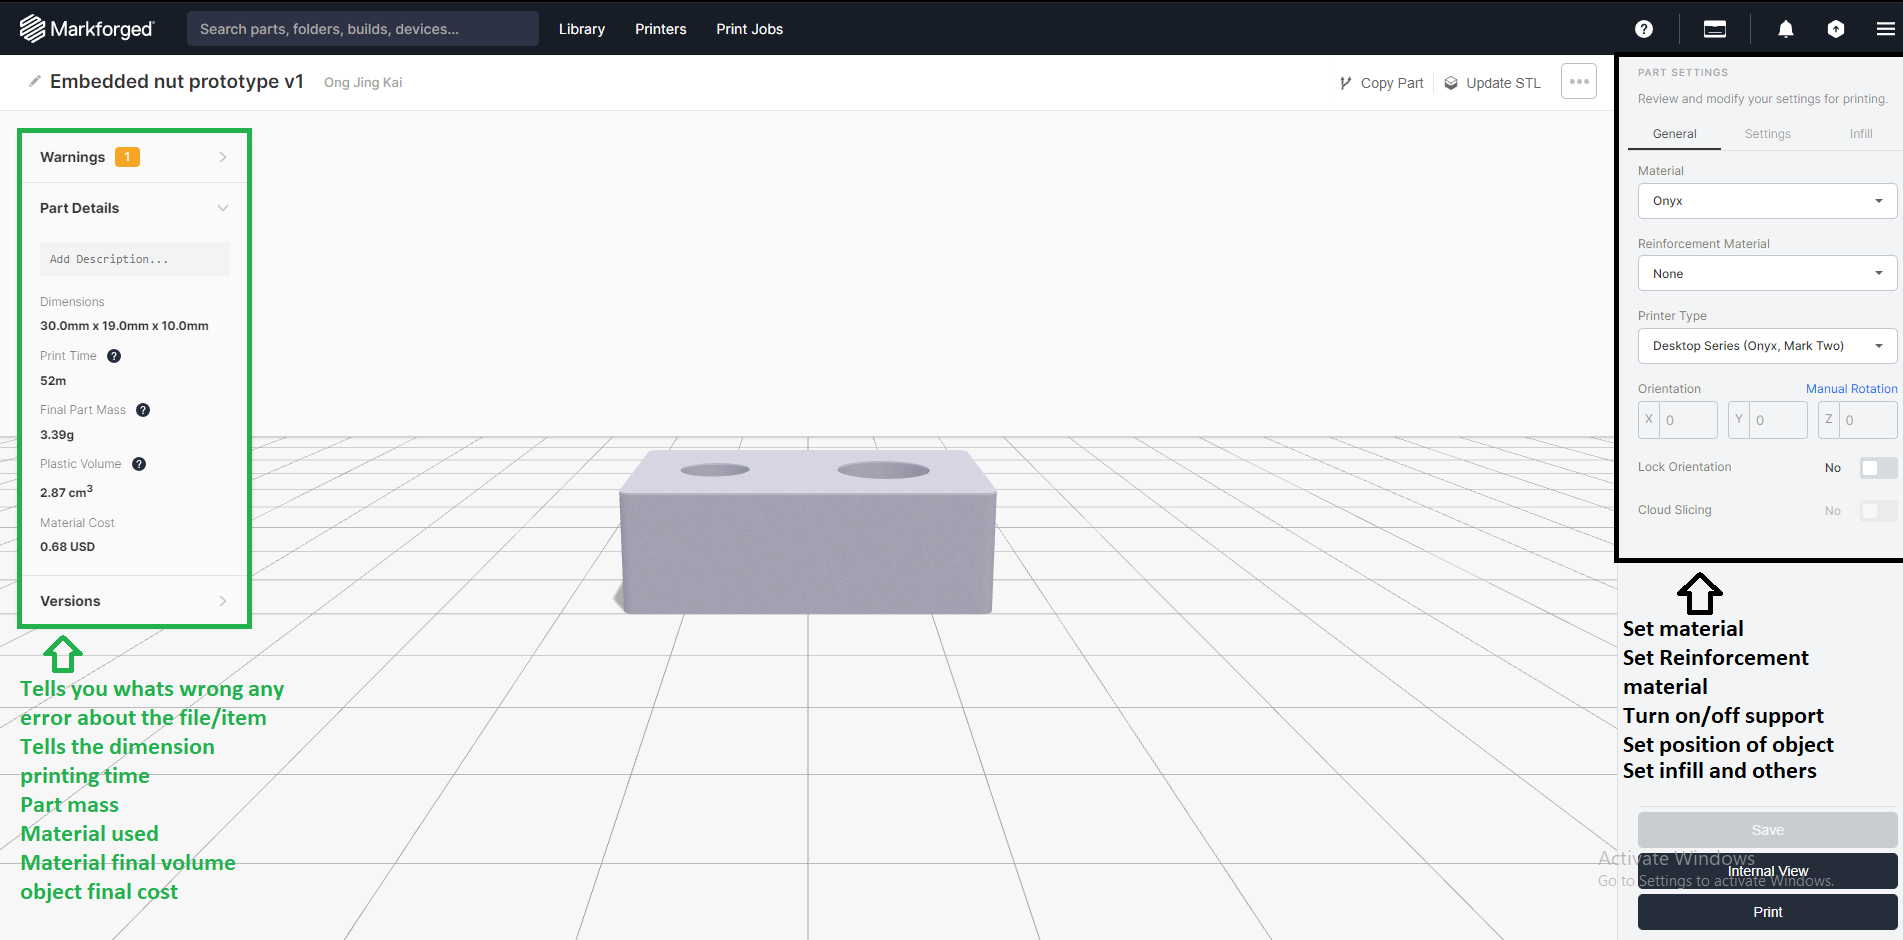 Markforged
Search parts, folders, builds, devices...
Library
Printers
Print Jobs
?
Embedded nut prototype v1
Ong Jing Kai
Copy Part
Update STL
Warnings 1
Part Details
Add Description...
Dimensions
30.0mm x 19.0mm x 10.0mm
Print Time ?
52m
Final Part Mass ?
3.39g
Plastic Volume ?
2.87 cm³
Material Cost
0.68 USD
Versions
Tells you whats wrong any
error about the file/item
Tells the dimension
printing time
Part mass
Material used
Material final volume
object final cost
PART SETTINGS
Review and modify your settings for printing.
General
Settings
Infill
Material
Onyx
Reinforcement Material
None
Printer Type
Desktop Series (Onyx, Mark Two)
Orientation
Manual Rotation
X 0
Y 0
Z 0
Lock Orientation
No
Cloud Slicing
No
Set material
Set Reinforcement
material
Turn on/off support
Set position of object
Set infill and others
Save
Activate Windows
Internal View
Go to Settings to activate Windows.
Print